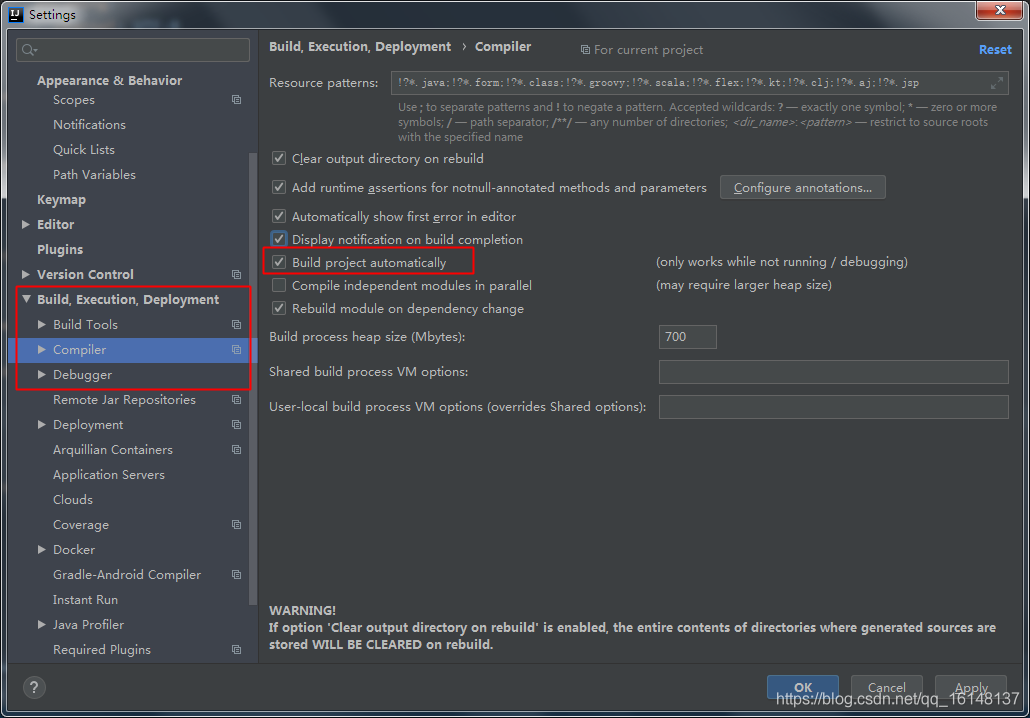 Settings
Appearance & Behavior
Scopes
Notifications
Quick Lists
Path Variables
Keymap
Editor
Plugins
Version Control
Build, Execution, Deployment
Build Tools
Compiler
Debugger
Remote Jar Repositories
Deployment
Arquillian Containers
Application Servers
Clouds
Coverage
Docker
Gradle-Android Compiler
Instant Run
Java Profiler
Required Plugins
Build, Execution, Deployment › Compiler For current project Reset
Resource patterns: !?*.java;!?*.form;!?*.class;!?*.groovy;!?*.scala;!?*.flex;!?*.kt;!?*.clj;!?*.aj;!?*.jsp
Use ; to separate patterns and ! to negate a pattern. Accepted wildcards: ? — exactly one symbol; * — zero or more
symbols; / — path separator; /**/ — any number of directories; <dir_name>:<pattern> — restrict to source roots
with the specified name
Clear output directory on rebuild
Add runtime assertions for notnull-annotated methods and parameters Configure annotations...
Automatically show first error in editor
Display notification on build completion
Build project automatically (only works while not running / debugging)
Compile independent modules in parallel (may require larger heap size)
Rebuild module on dependency change
Build process heap size (Mbytes): 700
Shared build process VM options:
User-local build process VM options (overrides Shared options):
WARNING!
If option 'Clear output directory on rebuild' is enabled, the entire contents of directories where generated sources are
stored WILL BE CLEARED on rebuild.
? OK Cancel Apply
https://blog.csdn.net/qq_16148137